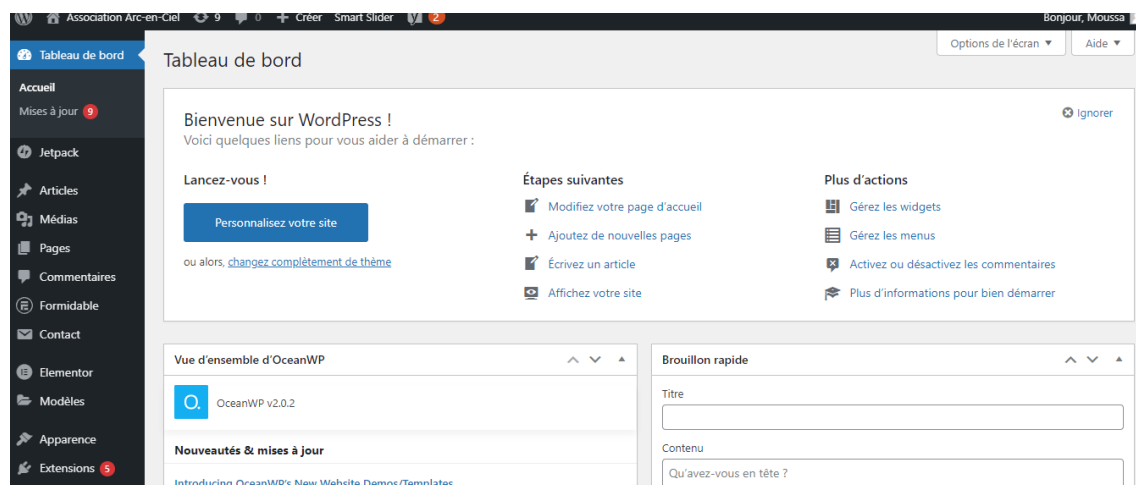 Association Arc-en-Ciel 9 0 + Créer Smart Slider 2 Bonjour, Moussa
Tableau de bord
Accueil
Mises à jour 9
Jetpack
Articles
Médias
Pages
Commentaires
Formidable
Contact
Elementor
Modèles
Apparence
Extensions 5
Options de l'écran ▼ Aide ▼
Tableau de bord
Bienvenue sur WordPress !
Ignorer
Voici quelques liens pour vous aider à démarrer :
Lancez-vous !
Personnalisez votre site
ou alors, changez complètement de thème
Étapes suivantes
Modifiez votre page d'accueil
Ajoutez de nouvelles pages
Écrivez un article
Affichez votre site
Plus d'actions
Gérez les widgets
Gérez les menus
Activez ou désactivez les commentaires
Plus d'informations pour bien démarrer
Vue d'ensemble d'OceanWP
O. OceanWP v2.0.2
Nouveautés & mises à jour
Introducing OceanWP's New Website Demos/Templates
Brouillon rapide
Titre
Contenu
Qu'avez-vous en tête ?